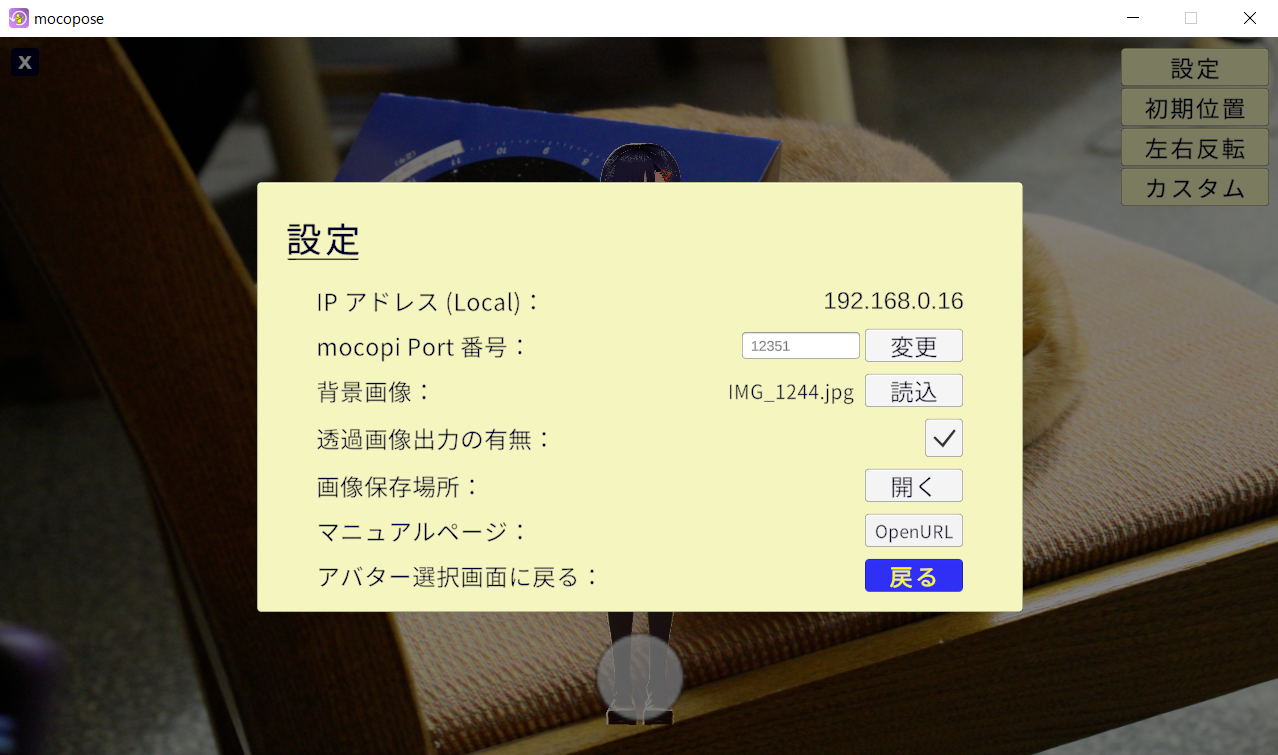 mocopose
X
設定
初期位置
左右反転
カスタム
11 10 9 8
設定
IP アドレス (Local)： 192.168.0.16
mocopi Port 番号： 12351 変更
背景画像： IMG_1244.jpg 読込
透過画像出力の有無：
画像保存場所： 開く
マニュアルページ： OpenURL
アバター選択画面に戻る： 戻る